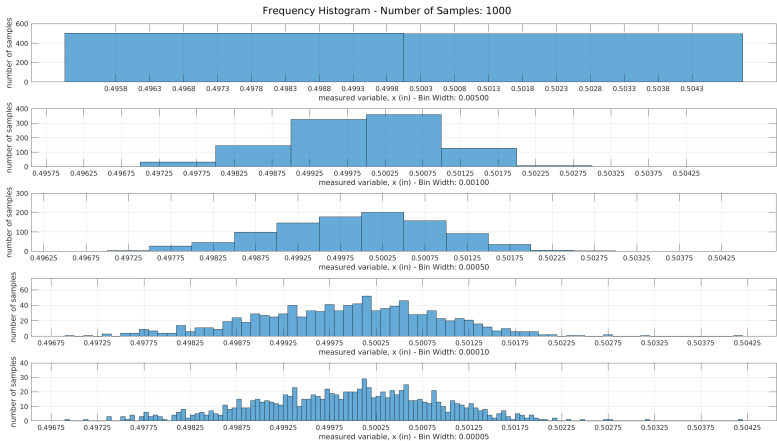 Frequency Histogram - Number of Samples: 1000
number of samples
600
400
200
0
0.4958 0.4963 0.4968 0.4973 0.4978 0.4983 0.4988 0.4993 0.4998 0.5003 0.5008 0.5013 0.5018 0.5023 0.5028 0.5033 0.5038 0.5043
measured variable, x (in) - Bin Width: 0.00500
number of samples
400
300
200
100
0
0.49575 0.49625 0.49675 0.49725 0.49775 0.49825 0.49875 0.49925 0.49975 0.50025 0.50075 0.50125 0.50175 0.50225 0.50275 0.50325 0.50375 0.50425
measured variable, x (in) - Bin Width: 0.00100
number of samples
300
200
100
0
0.49625 0.49675 0.49725 0.49775 0.49825 0.49875 0.49925 0.49975 0.50025 0.50075 0.50125 0.50175 0.50225 0.50275 0.50325 0.50375 0.50425
measured variable, x (in) - Bin Width: 0.00050
number of samples
60
40
20
0
0.49675 0.49725 0.49775 0.49825 0.49875 0.49925 0.49975 0.50025 0.50075 0.50125 0.50175 0.50225 0.50275 0.50325 0.50375 0.50425
measured variable, x (in) - Bin Width: 0.00010
number of samples
40
30
20
10
0
0.49675 0.49725 0.49775 0.49825 0.49875 0.49925 0.49975 0.50025 0.50075 0.50125 0.50175 0.50225 0.50275 0.50325 0.50375 0.50425
measured variable, x (in) - Bin Width: 0.00005